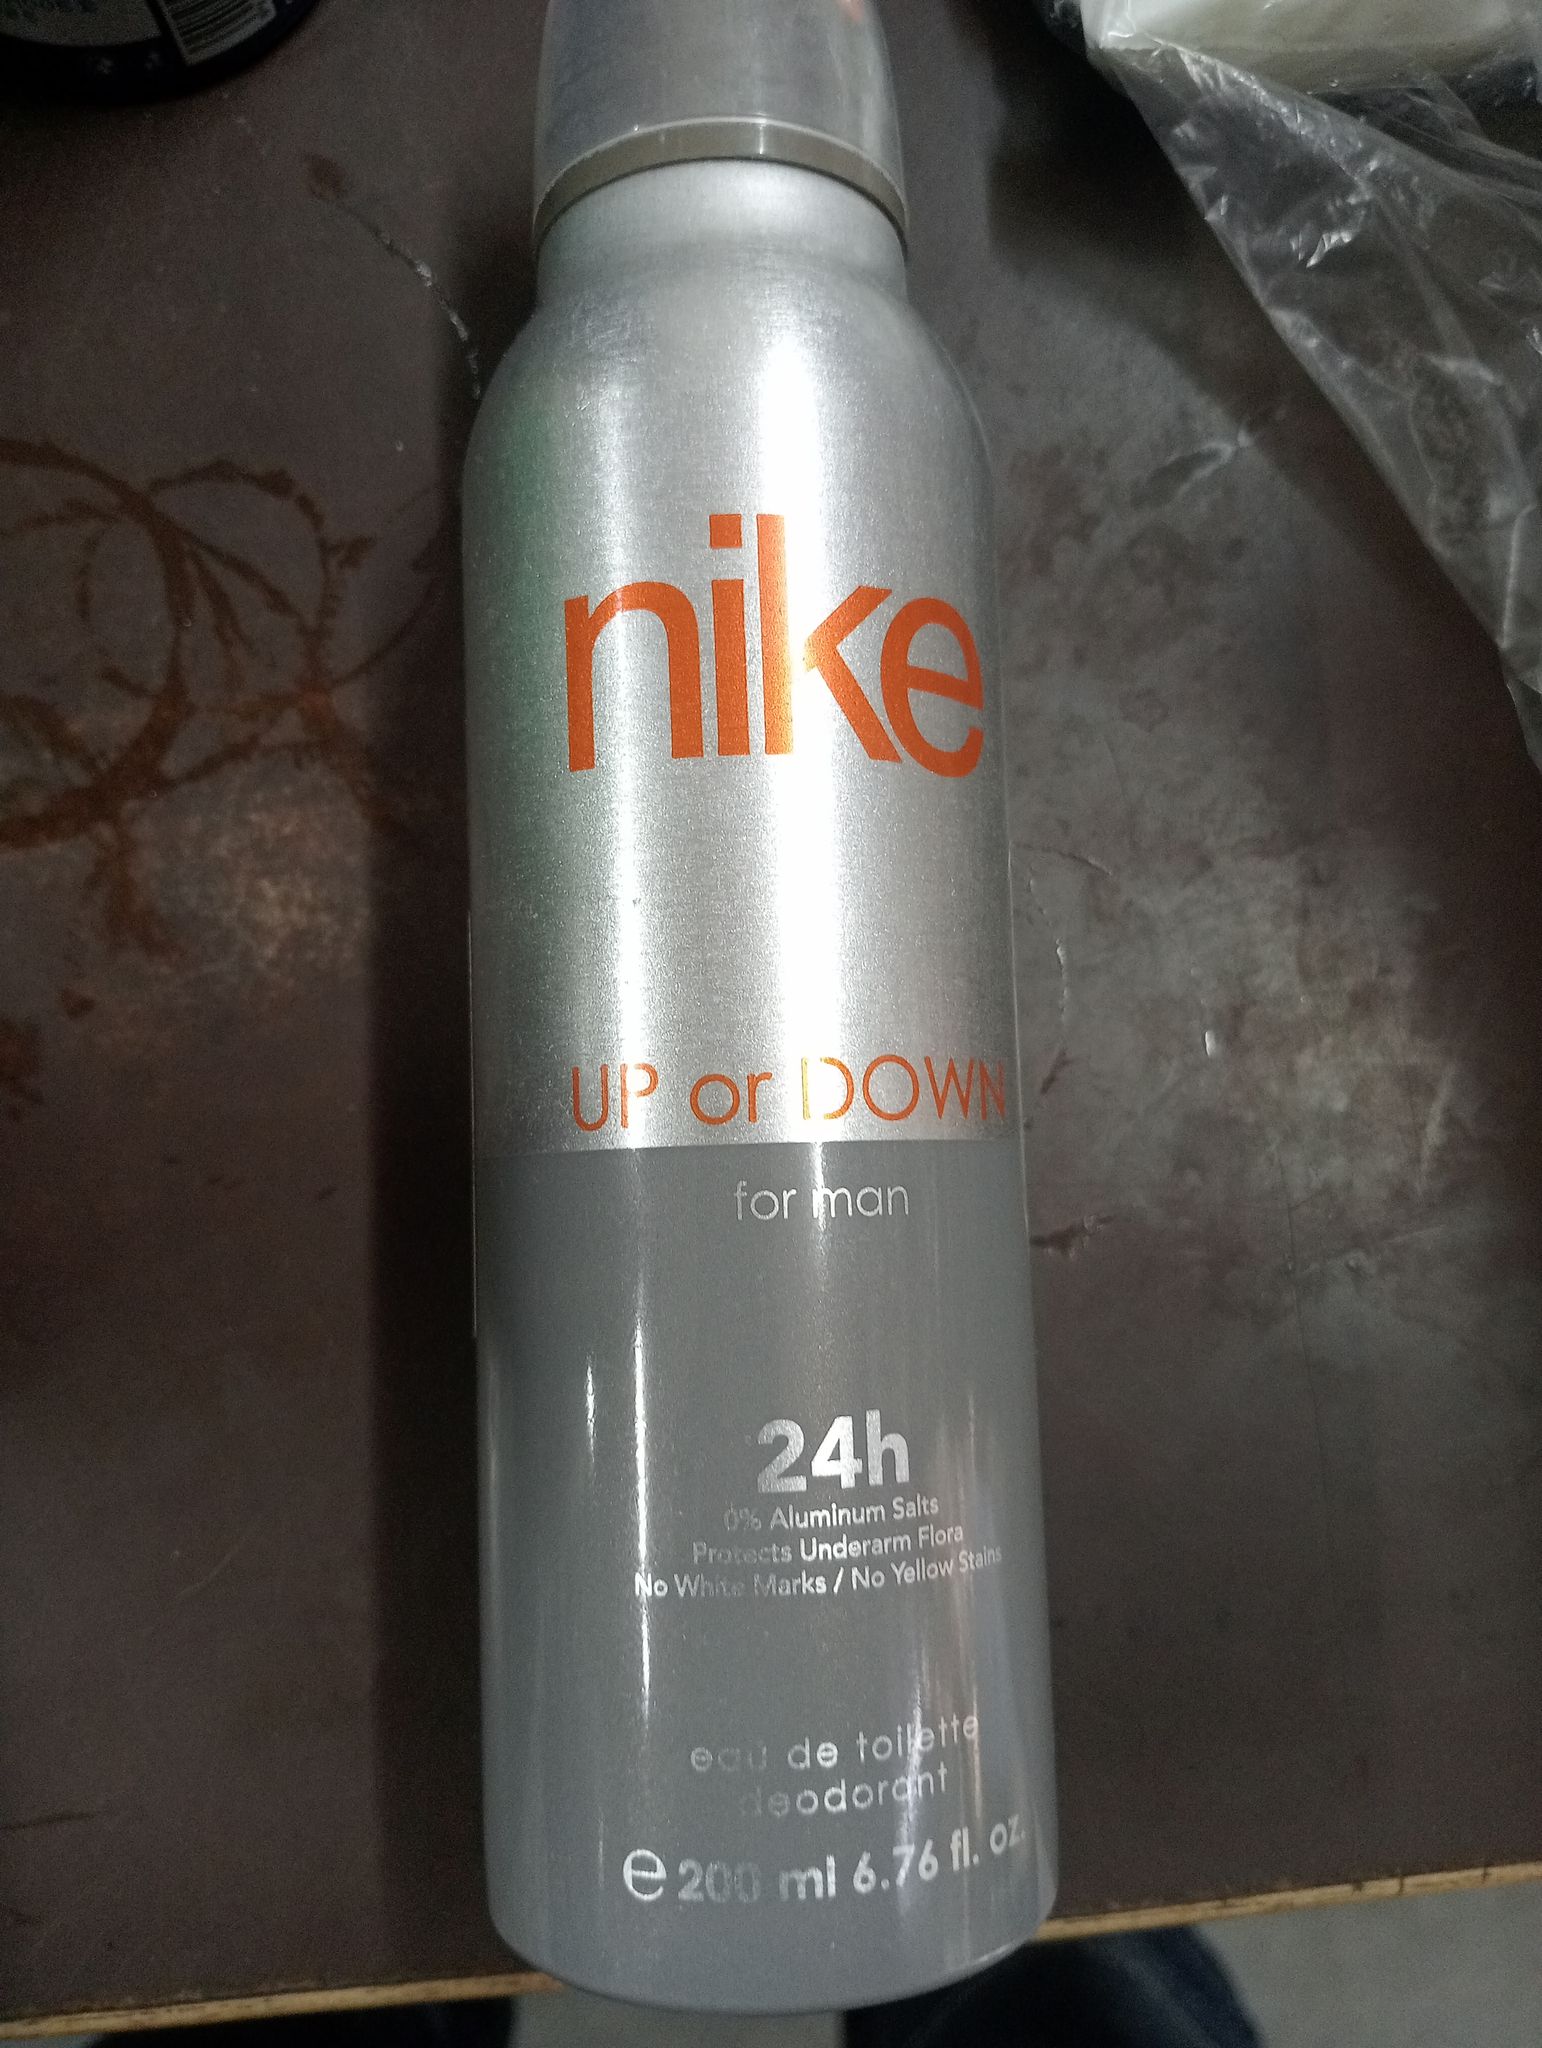 nike
UP or DOWN
for man
24h
0% Aluminum Salts
Protects Underarm Flora
No White Marks / No Yellow Stains
eau de toilette
deodorant
e 200 ml 6.76 fl. oz.